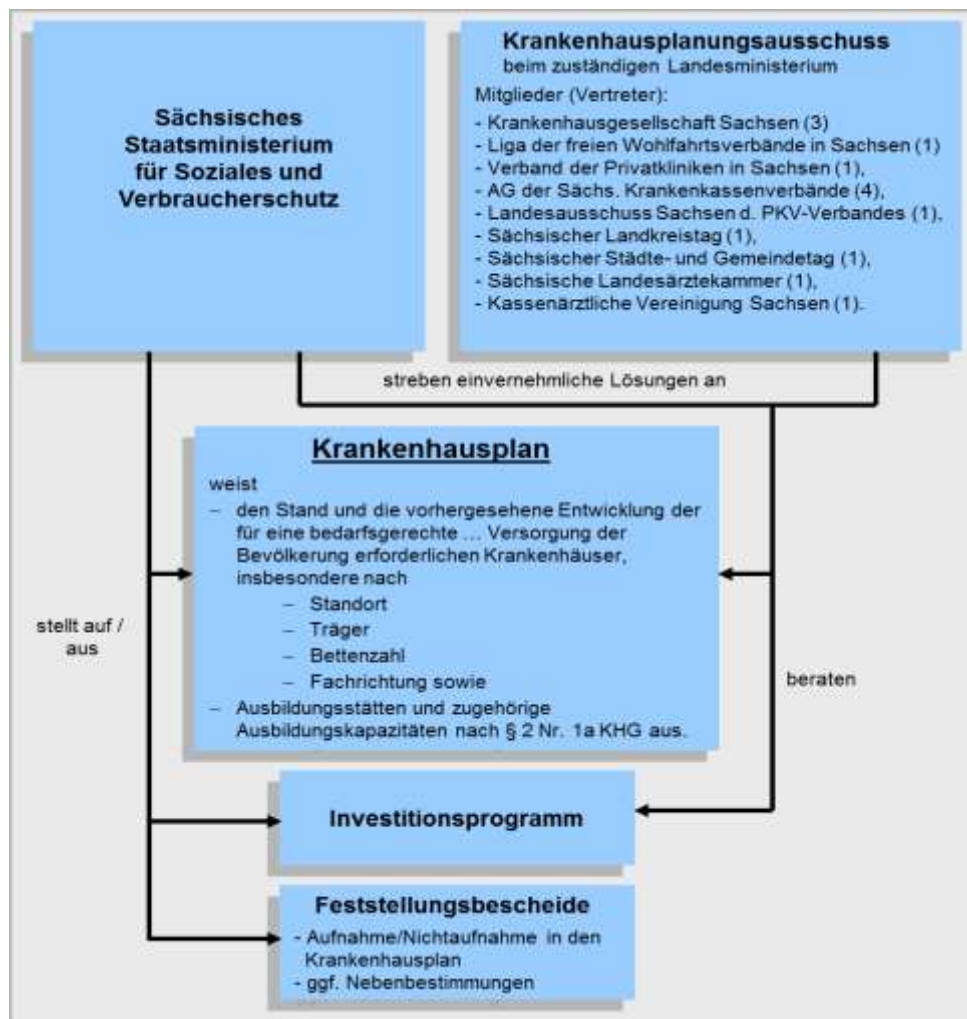 Sächsisches
Staatsministerium
für Soziales und
Verbraucherschutz
Krankenhausplanungsausschuss
beim zuständigen Landesministerium
Mitglieder (Vertreter):
- Krankenhausgesellschaft Sachsen (3)
- Liga der freien Wohlfahrtsverbände in Sachsen (1)
- Verband der Privatkliniken in Sachsen (1),
- AG der Sächs. Krankenkassenverbände (4),
- Landesausschuss Sachsen d. PKV-Verbandes (1),
- Sächsischer Landkreistag (1),
- Sächsischer Städte- und Gemeindetag (1),
- Sächsische Landesärztekammer (1),
- Kassenärztliche Vereinigung Sachsen (1).
streben einvernehmliche Lösungen an
Krankenhausplan
weist
– den Stand und die vorhergesehene Entwicklung der
für eine bedarfsgerechte … Versorgung der
Bevölkerung erforderlichen Krankenhäuser,
insbesondere nach
– Standort
– Träger
– Bettenzahl
– Fachrichtung sowie
– Ausbildungsstätten und zugehörige
Ausbildungskapazitäten nach § 2 Nr. 1a KHG aus.
stellt auf /
aus
beraten
Investitionsprogramm
Feststellungsbescheide
- Aufnahme/Nichtaufnahme in den
Krankenhausplan
- ggf. Nebenbestimmungen